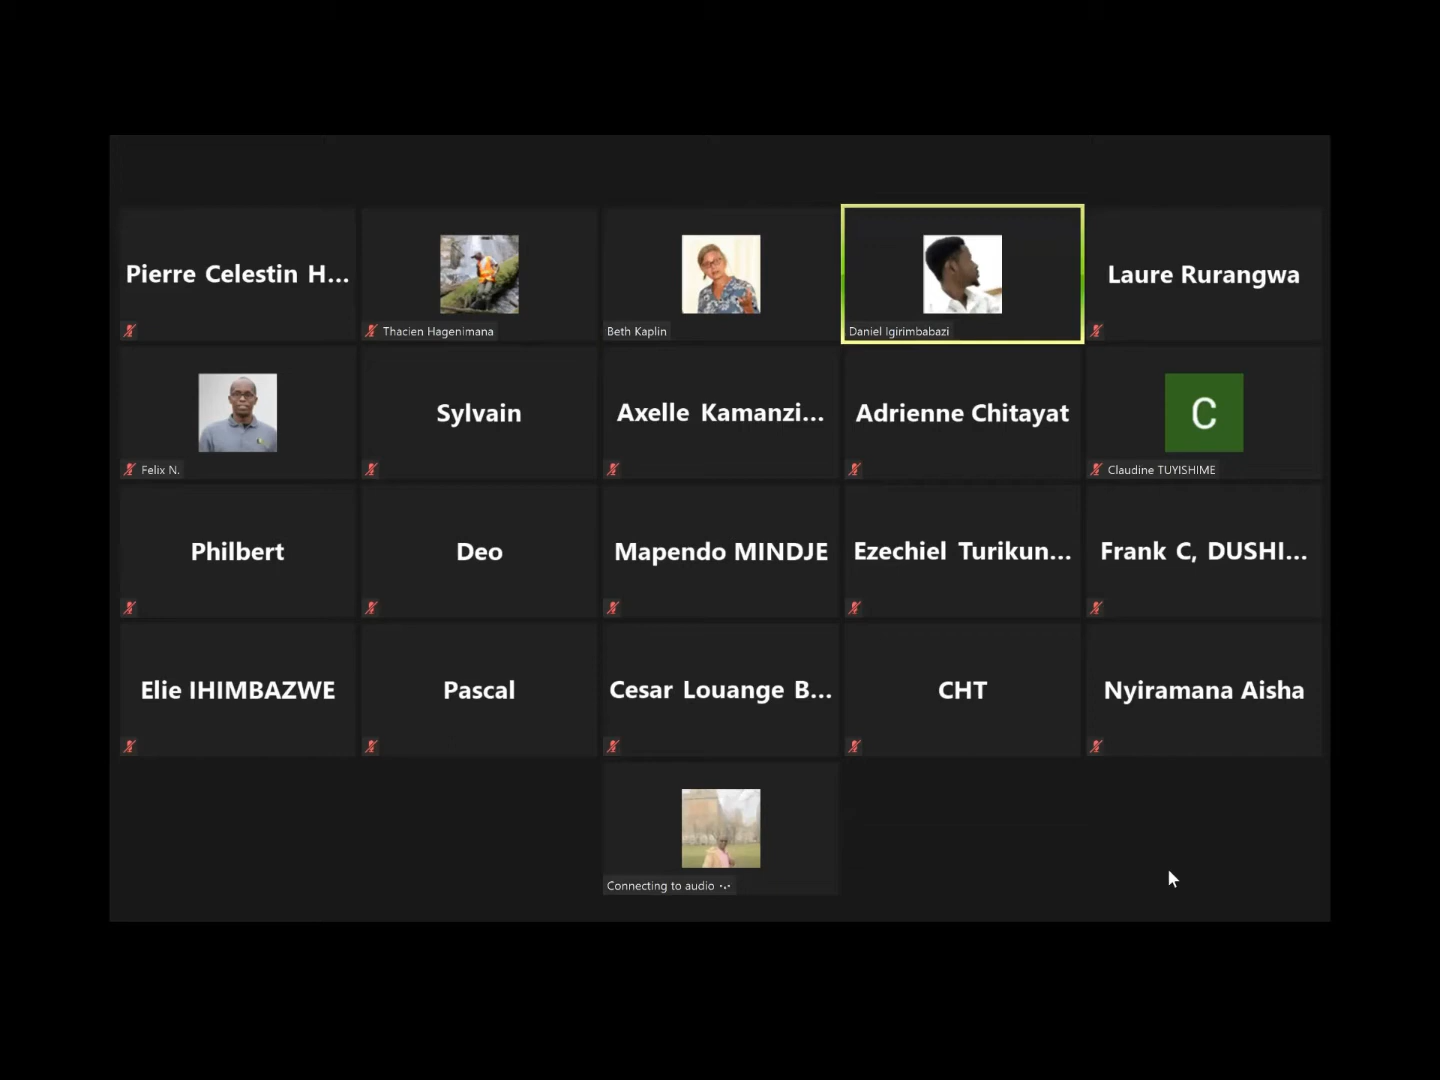 Pierre Celestin H...
Thacien Hagenimana
Beth Kaplin
Daniel Igirimbabazi
Laure Rurangwa
Felix N.
Sylvain
Axelle Kamanzi...
Adrienne Chitayat
C
Claudine TUYISHIME
Philbert
Deo
Mapendo MINDJE
Ezechiel Turikun...
Frank C, DUSHI...
Elie IHIMBAZWE
Pascal
Cesar Louange B...
CHT
Nyiramana Aisha
Connecting to audio ...